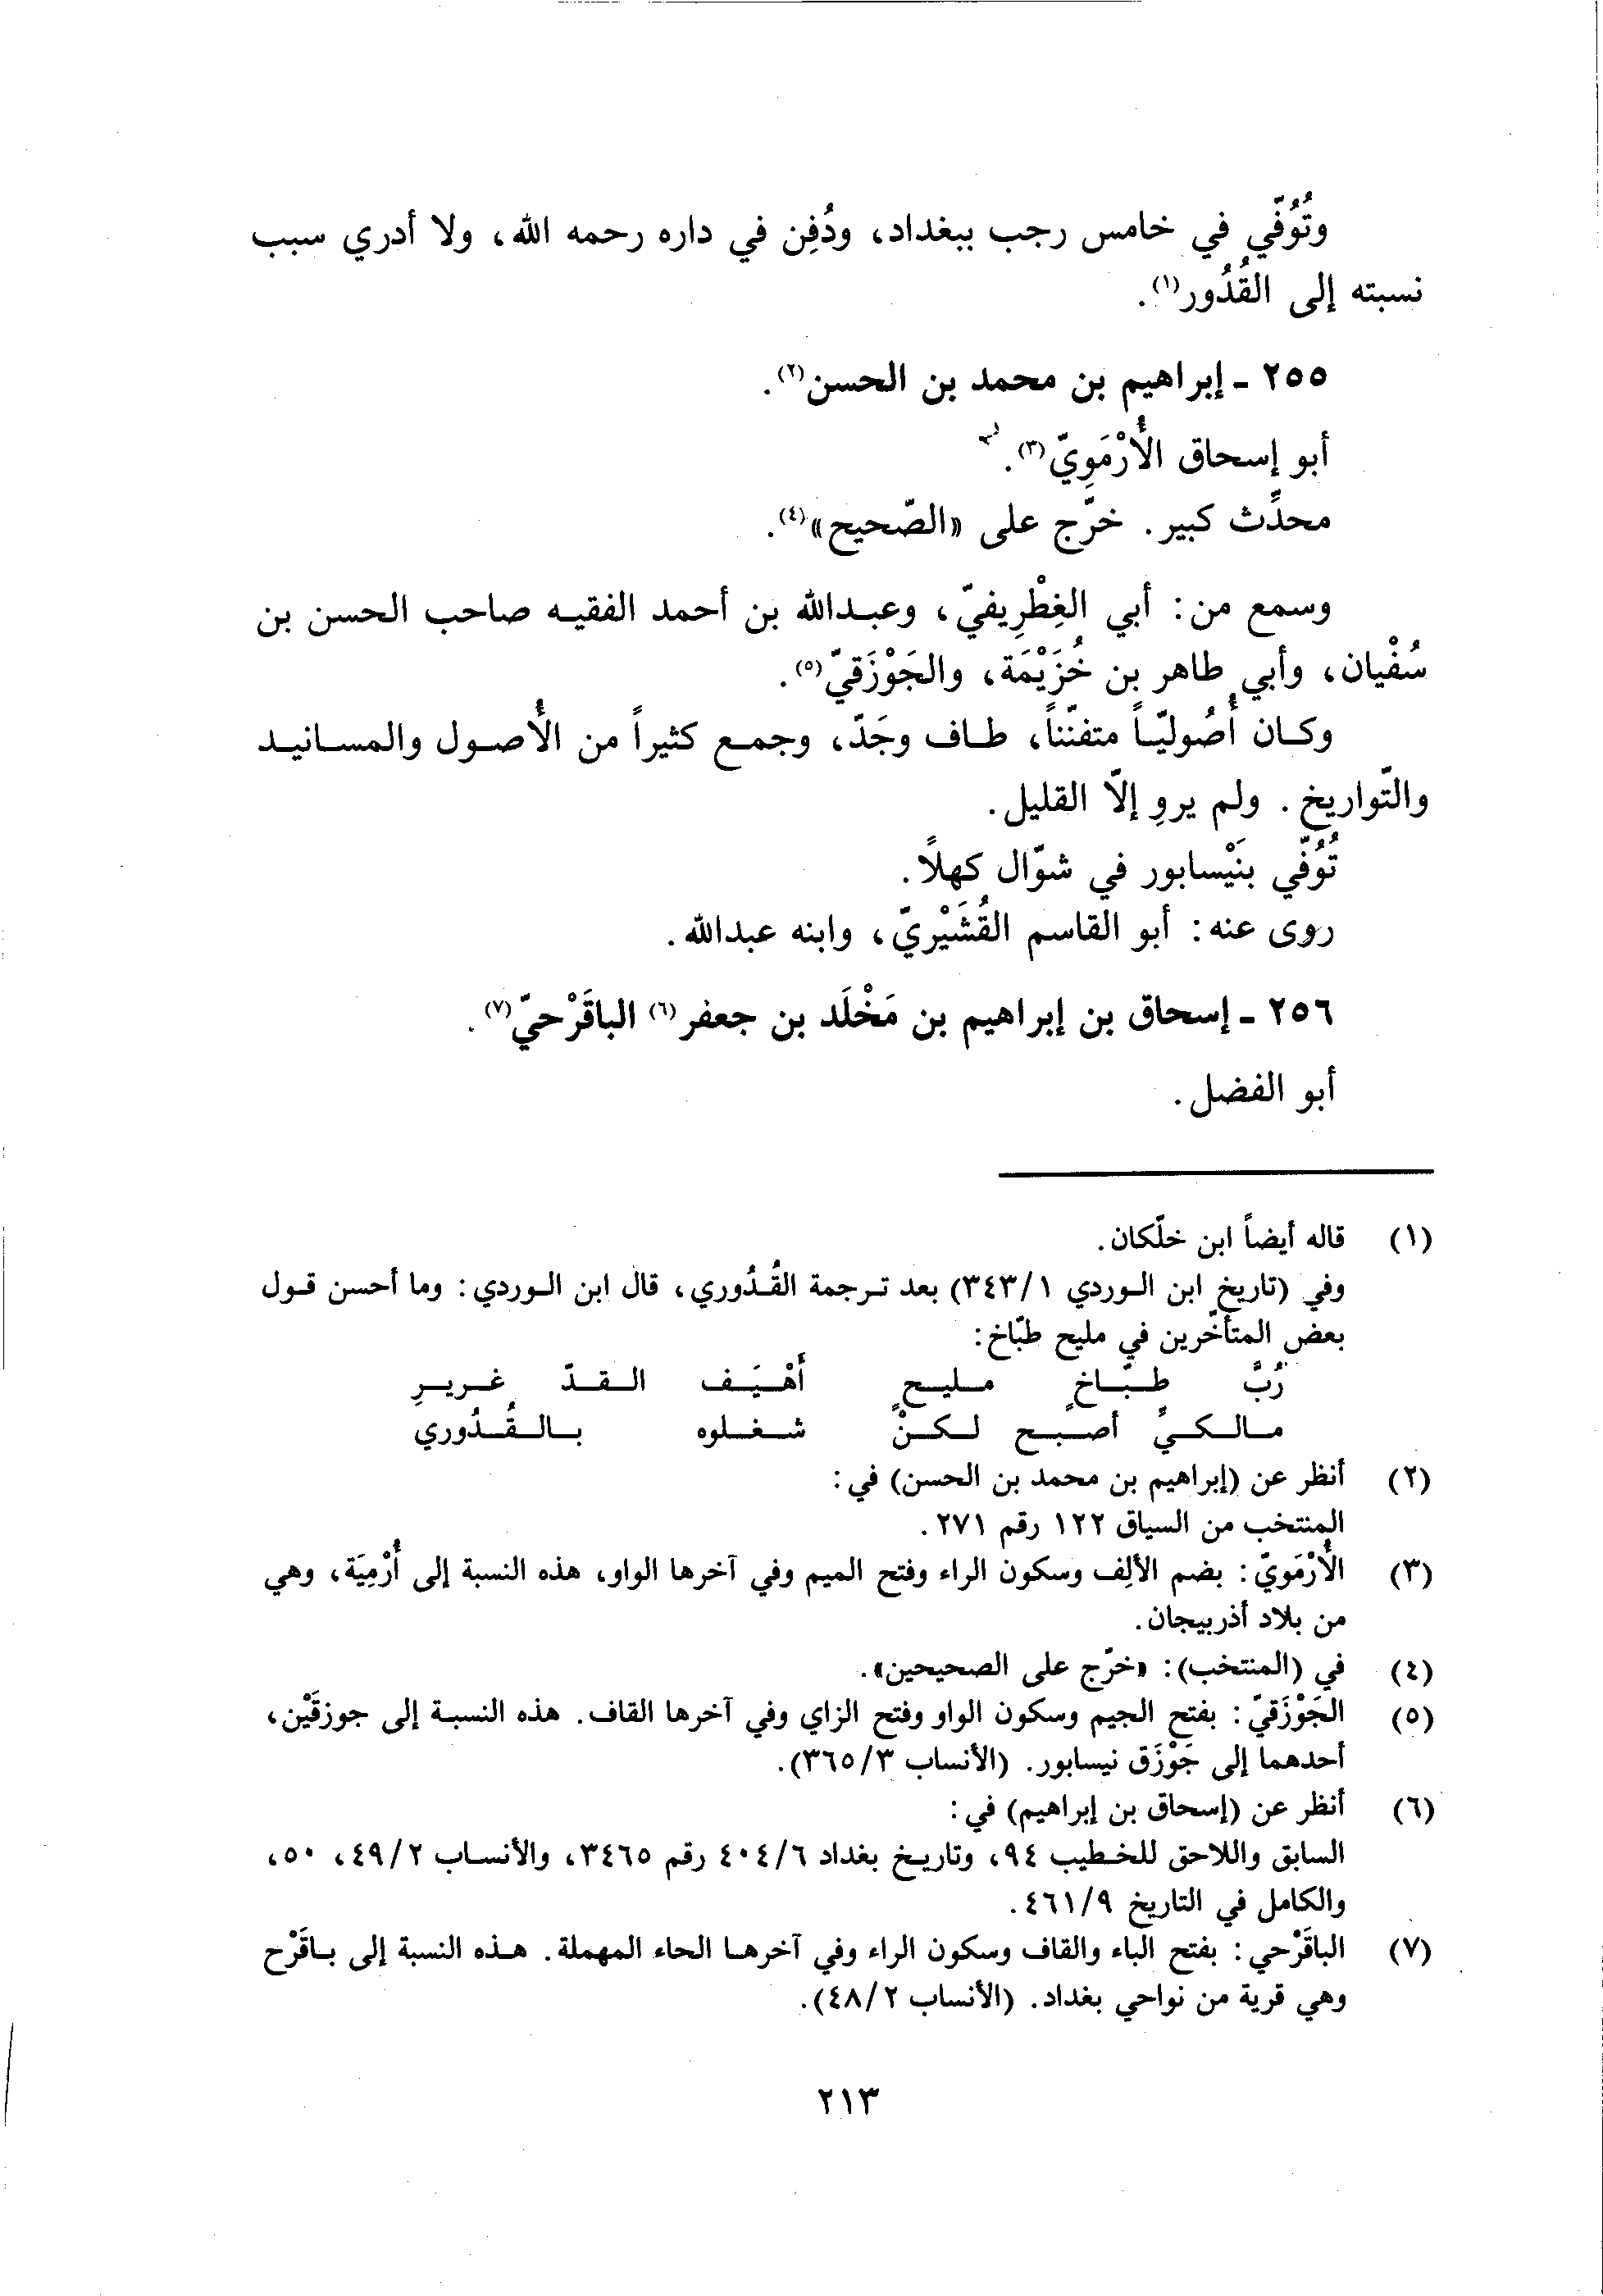 وتُوُفّي في خامس رجب ببغداد، ودُفِن في داره رحمه الله، ولا أدري سبب
نسبته إلى القُدُور(١).
٢٥٥ ـ إبراهيم بن محمد بن الحسن(٢).
أبو إسحاق الأُرْمَوِيّ(٣).
محدِّث كبير. خرّج على «الصّحيح»(٤).
وسمع من: أبي الغِطْرِيفيّ، وعبدالله بن أحمد الفقيه صاحب الحسن بن
سُفْيان، وأبي طاهر بن خُزَيْمَة، والجَوْزَقيّ(٥).
وكان أُصُوليّاً متفنّناً، طاف وجَدّ، وجمع كثيراً من الأُصول والمسانيد
والتّواريخ. ولم يروِ إلّا القليل.
تُوُفّي بنَيْسابور في شوّال كهلاً.
روى عنه: أبو القاسم القُشَيْريّ، وابنه عبدالله.
٢٥٦ ـ إسحاق بن إبراهيم بن مَخْلَد بن جعفر(٦) الباقَرْحيّ(٧).
أبو الفضل.
(١) قاله أيضاً ابن خلّكان.
وفي (تاريخ ابن الوردي ٣٤٣/١) بعد ترجمة القُدُوري، قال ابن الوردي: وما أحسن قول
بعض المتأخّرين في مليح طبّاخ:
رُبَّ طبّاخٍ مليحٍ أَهْيَف القدّ غريرِ
مالكيٌ أصبح لكنْ شغلوه بالقُدُوري
(٢) أنظر عن (إبراهيم بن محمد بن الحسن) في:
المنتخب من السياق ١٢٢ رقم ٢٧١.
(٣) الأُرْمَويّ: بضم الألِف وسكون الراء وفتح الميم وفي آخرها الواو، هذه النسبة إلى أُرْمِيَة، وهي
من بلاد أذربيجان.
(٤) في (المنتخب): «خرّج على الصحيحين».
(٥) الجَوْزَقيّ: بفتح الجيم وسكون الواو وفتح الزاي وفي آخرها القاف. هذه النسبة إلى جوزقَيْن،
أحدهما إلى جَوْزَق نيسابور. (الأنساب ٣٦٥/٣).
(٦) أنظر عن (إسحاق بن إبراهيم) في:
السابق واللاحق للخطيب ٩٤، وتاريخ بغداد ٤٠٤/٦ رقم ٣٤٦٥، والأنساب ٤٩/٢، ٥٠،
والكامل في التاريخ ٤٦١/٩.
(٧) الباقَرْحي: بفتح الباء والقاف وسكون الراء وفي آخرها الحاء المهملة. هذه النسبة إلى باقَرْح
وهي قرية من نواحي بغداد. (الأنساب ٤٨/٢).
٢١٣